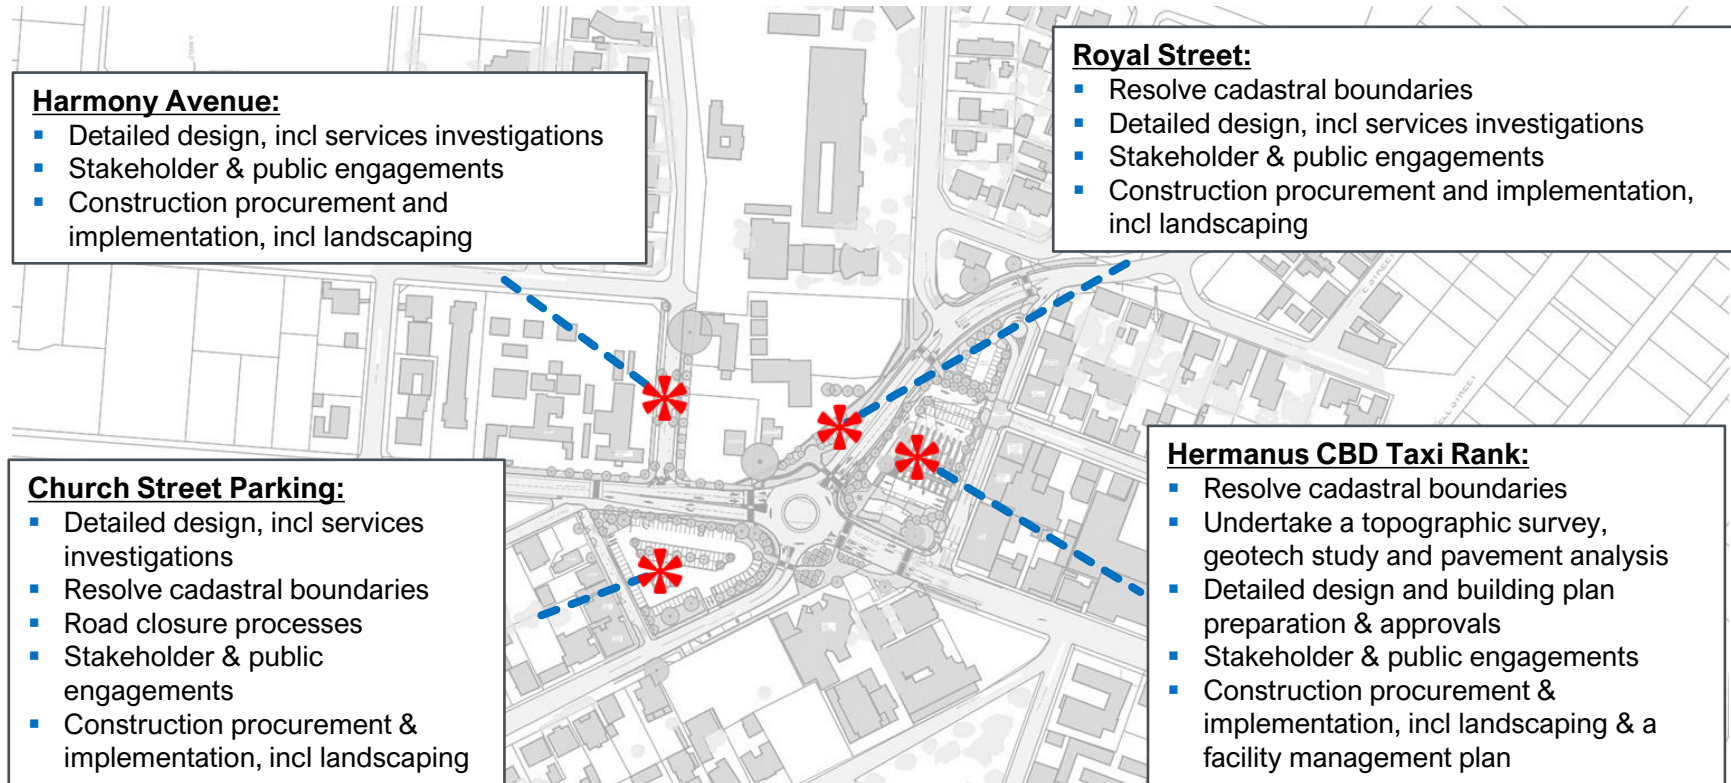 Harmony Avenue:
▪ Detailed design, incl services investigations
▪ Stakeholder & public engagements
▪ Construction procurement and
implementation, incl landscaping
Royal Street:
▪ Resolve cadastral boundaries
▪ Detailed design, incl services investigations
▪ Stakeholder & public engagements
▪ Construction procurement and implementation,
incl landscaping
Church Street Parking:
▪ Detailed design, incl services
investigations
▪ Resolve cadastral boundaries
▪ Road closure processes
▪ Stakeholder & public
engagements
▪ Construction procurement &
implementation, incl landscaping
Hermanus CBD Taxi Rank:
▪ Resolve cadastral boundaries
▪ Undertake a topographic survey,
geotech study and pavement analysis
▪ Detailed design and building plan
preparation & approvals
▪ Stakeholder & public engagements
▪ Construction procurement &
implementation, incl landscaping & a
facility management plan